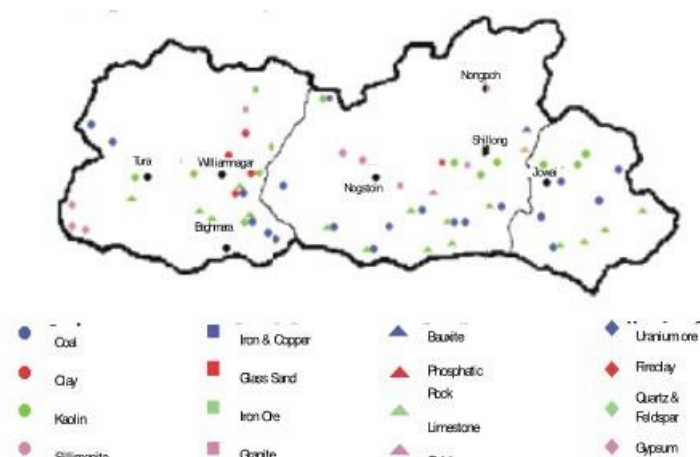 Nongpoh
Shillong
Tura
Williamnagar
Jowai
Nogstoin
Baghmara
Coal
Iron & Copper
Bauxite
Uranium ore
Clay
Glass Sand
Phosphatic
Rock
Fireclay
Kaolin
Iron Ore
Limestone
Quartz &
Feldspar
Sillimanite
Granite
Gypsum